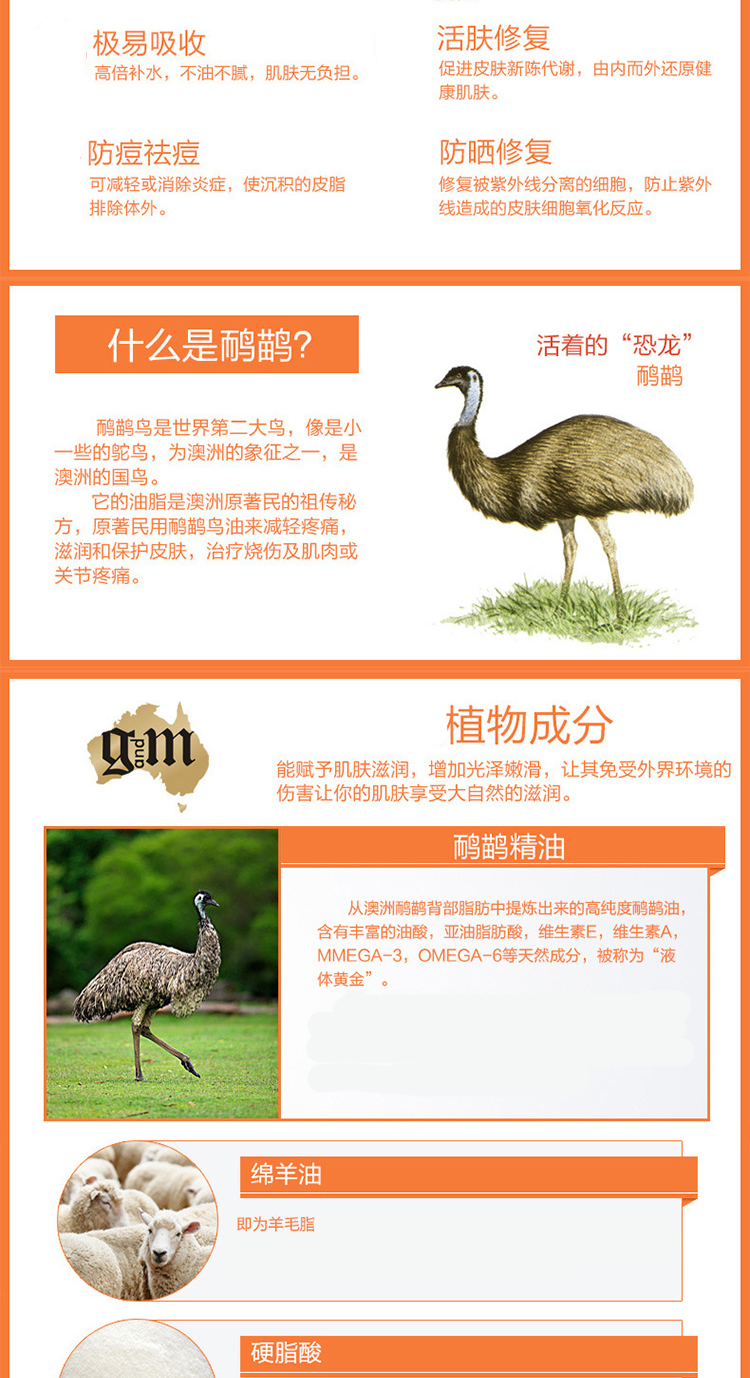 极易吸收
高倍补水，不油不腻，肌肤无负担。
活肤修复
促进皮肤新陈代谢，由内而外还原健
康肌肤。
防痘祛痘
可减轻或消除炎症，使沉积的皮脂
排除体外。
防晒修复
修复被紫外线分离的细胞，防止紫外
线造成的皮肤细胞氧化反应。
什么是鸸鹋?
鸸鹋鸟是世界第二大鸟，像是小
一些的鸵鸟，为澳洲的象征之一，是
澳洲的国鸟。
它的油脂是澳洲原著民的祖传秘
方，原著民用鸸鹋鸟油来减轻疼痛，
滋润和保护皮肤，治疗烧伤及肌肉或
关节疼痛。
活着的“恐龙”
鸸鹋
g and m
植物成分
能赋予肌肤滋润，增加光泽嫩滑，让其免受外界环境的
伤害让你的肌肤享受大自然的滋润。
鸸鹋精油
从澳洲鸸鹋背部脂肪中提炼出来的高纯度鸸鹋油，
含有丰富的油酸，亚油脂肪酸，维生素E，维生素A，
MMEGA-3，OMEGA-6等天然成分，被称为“液
体黄金”。
绵羊油
即为羊毛脂
硬脂酸